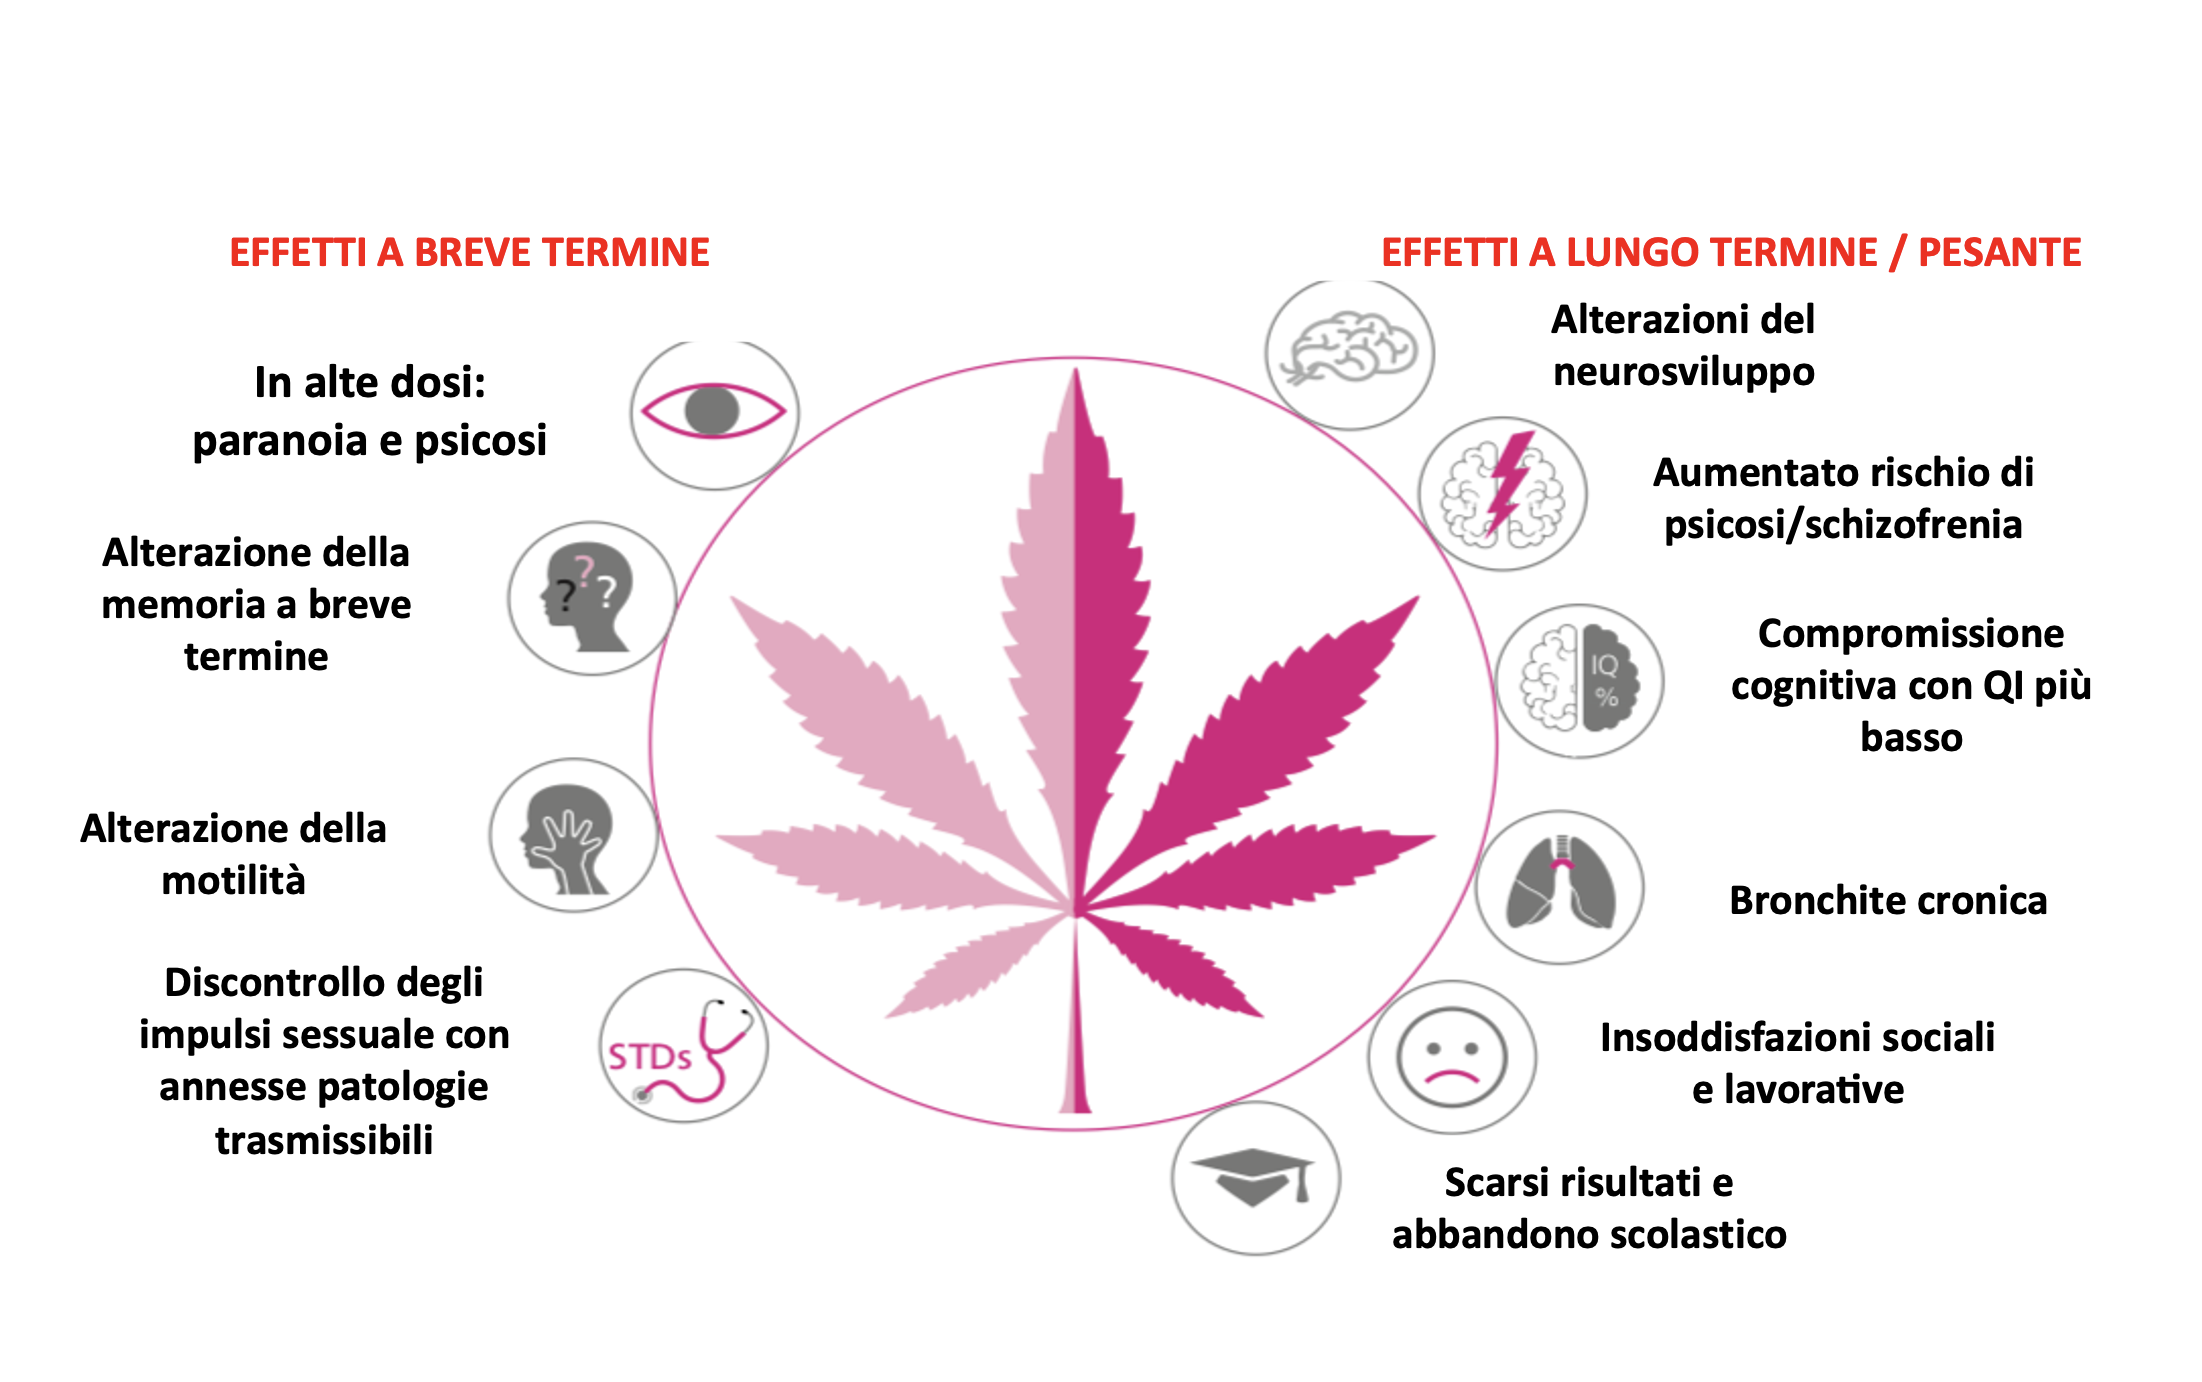 EFFETTI A BREVE TERMINE
In alte dosi:
paranoia e psicosi
Alterazione della
memoria a breve
termine
? ? ?
Alterazione della
motilità
Discontrollo degli
impulsi sessuale con
annesse patologie
trasmissibili
STDs
EFFETTI A LUNGO TERMINE / PESANTE
Alterazioni del
neurosviluppo
Aumentato rischio di
psicosi/schizofrenia
Compromissione
cognitiva con QI più
basso
IQ
%
Bronchite cronica
Insoddisfazioni sociali
e lavorative
Scarsi risultati e
abbandono scolastico